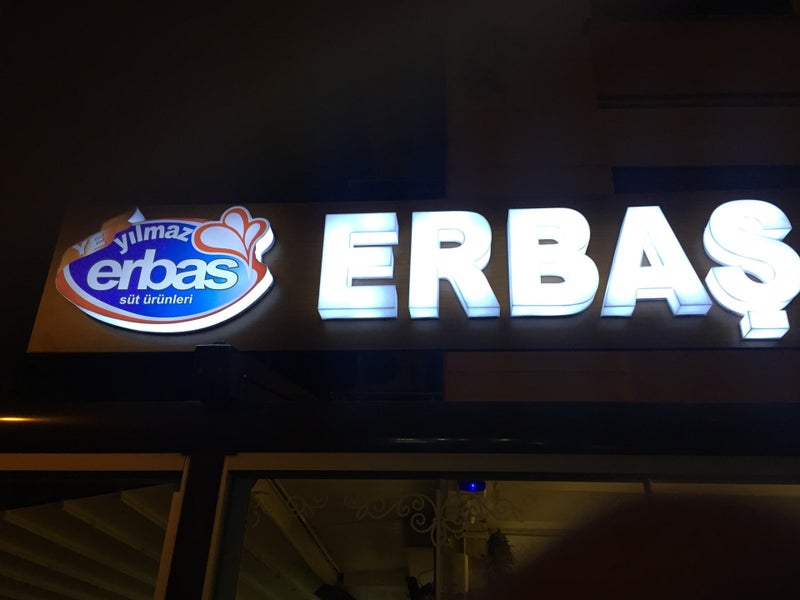 YE
yılmaz
erbas
süt ürünleri
ERBAŞ